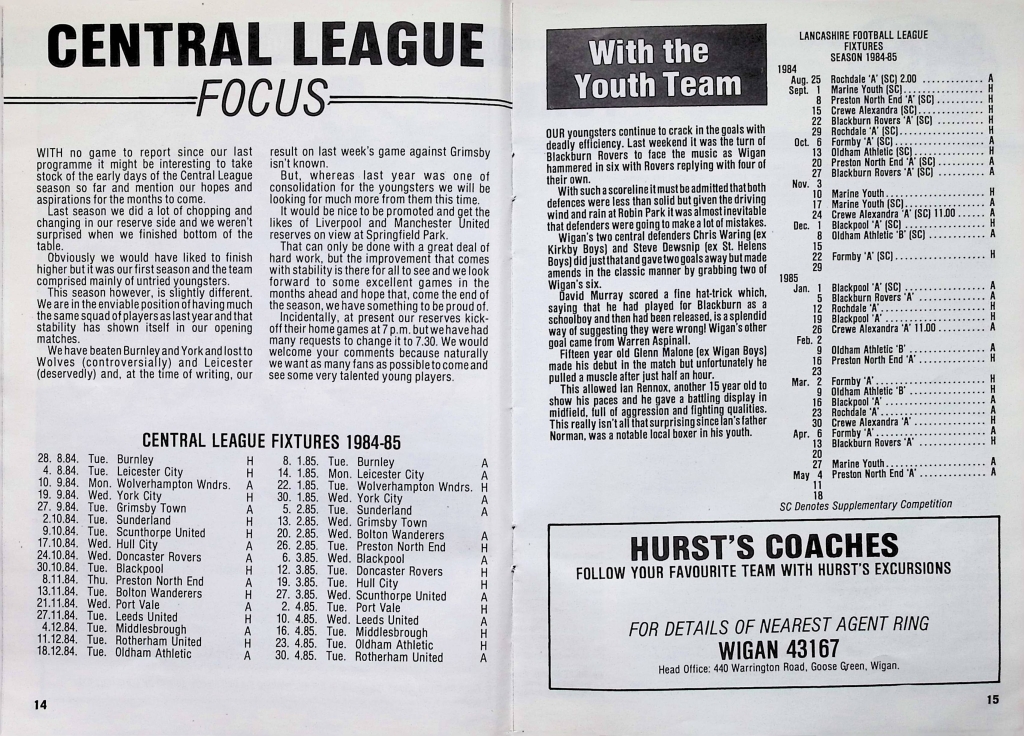 CENTRAL LEAGUE
FOCUS
WITH no game to report since our last
programme it might be interesting to take
stock of the early days of the Central League
season so far and mention our hopes and
aspirations for the months to come.
Last season we did a lot of chopping and
changing in our reserve side and we weren't
surprised when we finished bottom of the
table.
Obviously we would have liked to finish
higher but it was our first season and the team
comprised mainly of untried youngsters.
This season however, is slightly different.
We are in the enviable position of having much
the same squad of players as last year and that
stability has shown itself in our opening
matches.
We have beaten Burnley and York and lost to
Wolves (controversially) and Leicester
(deservedly) and, at the time of writing, our
result on last week's game against Grimsby
isn't known.
But, whereas last year was one of
consolidation for the youngsters we will be
looking for much more from them this time.
It would be nice to be promoted and get the
likes of Liverpool and Manchester United
reserves on view at Springfield Park.
That can only be done with a great deal of
hard work, but the improvement that comes
with stability is there for all to see and we look
forward to some excellent games in the
months ahead and hope that, come the end of
the season, we have something to be proud of.
Incidentally, at present our reserves kick-
off their home games at 7 p.m. but we have had
many requests to change it to 7.30. We would
welcome your comments because naturally
we want as many fans as possible to come and
see some very talented young players.
CENTRAL LEAGUE FIXTURES 1984-85
28. 8.84. Tue. Burnley H
4. 8.84. Tue. Leicester City H
10. 9.84. Mon. Wolverhampton Wndrs. A
19. 9.84. Wed. York City H
27. 9.84. Tue. Grimsby Town A
2.10.84. Tue. Sunderland H
9.10.84. Tue. Scunthorpe United H
17.10.84. Wed. Hull City A
24.10.84. Wed. Doncaster Rovers A
30.10.84. Tue. Blackpool H
8.11.84. Thu. Preston North End A
13.11.84. Tue. Bolton Wanderers H
21.11.84. Wed. Port Vale A
27.11.84. Tue. Leeds United H
4.12.84. Tue. Middlesbrough A
11.12.84. Tue. Rotherham United H
18.12.84. Tue. Oldham Athletic A
8. 1.85. Tue. Burnley A
14. 1.85. Mon. Leicester City A
22. 1.85. Tue. Wolverhampton Wndrs. H
30. 1.85. Wed. York City A
5. 2.85. Tue. Sunderland A
13. 2.85. Wed. Grimsby Town
20. 2.85. Wed. Bolton Wanderers A
26. 2.85. Tue. Preston North End H
6. 3.85. Wed. Blackpool A
12. 3.85. Tue. Doncaster Rovers H
19. 3.85. Tue. Hull City H
27. 3.85. Wed. Scunthorpe United A
2. 4.85. Tue. Port Vale H
10. 4.85. Wed. Leeds United A
16. 4.85. Tue. Middlesbrough H
23. 4.85. Tue. Oldham Athletic H
30. 4.85. Tue. Rotherham United A
14
With the
Youth Team
OUR youngsters continue to crack in the goals with
deadly efficiency. Last weekend it was the turn of
Blackburn Rovers to face the music as Wigan
hammered in six with Rovers replying with four of
their own.
With such a scoreline it must be admitted that both
defences were less than solid but given the driving
wind and rain at Robin Park it was almost inevitable
that defenders were going to make a lot of mistakes.
Wigan's two central defenders Chris Waring (ex
Kirkby Boys) and Steve Dewsnip (ex St. Helens
Boys) did just that and gave two goals away but made
amends in the classic manner by grabbing two of
Wigan's six.
David Murray scored a fine hat-trick which,
saying that he had played for Blackburn as a
schoolboy and then had been released, is a splendid
way of suggesting they were wrong! Wigan's other
goal came from Warren Aspinall.
Fifteen year old Glenn Malone (ex Wigan Boys)
made his debut in the match but unfortunately he
pulled a muscle after just half an hour.
This allowed Ian Rennox, another 15 year old to
show his paces and he gave a battling display in
midfield, full of aggression and fighting qualities.
This really isn't all that surprising since Ian's father
Norman, was a notable local boxer in his youth.
LANCASHIRE FOOTBALL LEAGUE
FIXTURES
SEASON 1984-85
1984
Aug. 25 Rochdale 'A' (SC) 2.00 ............ A
Sept. 1 Marine Youth (SC)............ H
8 Preston North End 'A' (SC)............ H
15 Crewe Alexandra (SC)............ A
22 Blackburn Rovers 'A' (SC)............ A
29 Rochdale 'A' (SC)............ H
Oct. 6 Formby 'A' (SC)............ A
13 Oldham Athletic (SC)............ H
20 Preston North End 'A' (SC)............ A
27 Blackburn Rovers 'A' (SC)............ A
Nov. 3
10 Marine Youth............ H
17 Marine Youth (SC)............ A
24 Crewe Alexandra 'A' (SC) 11.00 ...... A
Dec. 1 Blackpool 'A' (SC)............ H
8 Oldham Athletic 'B' (SC)............ A
15
22 Formby 'A' (SC)............ H
29
1985
Jan. 1 Blackpool 'A' (SC)............ A
5 Blackburn Rovers 'A'............ A
12 Rochdale 'A'............ H
19 Blackpool 'A'............ H
26 Crewe Alexandra 'A' 11.00............ A
Feb. 2
9 Oldham Athletic 'B'............ A
16 Preston North End 'A'............ H
23
Mar. 2 Formby 'A'............ H
9 Oldham Athletic 'B'............ H
16 Blackpool 'A'............ A
23 Rochdale 'A'............ A
30 Crewe Alexandra 'A'............ H
Apr. 6 Formby 'A'............ A
13 Blackburn Rovers 'A'............ H
20
27 Marine Youth............ A
May 4 Preston North End 'A'............ A
11
18
SC Denotes Supplementary Competition
HURST'S COACHES
FOLLOW YOUR FAVOURITE TEAM WITH HURST'S EXCURSIONS
FOR DETAILS OF NEAREST AGENT RING
WIGAN 43167
Head Office: 440 Warrington Road, Goose Green, Wigan.
15